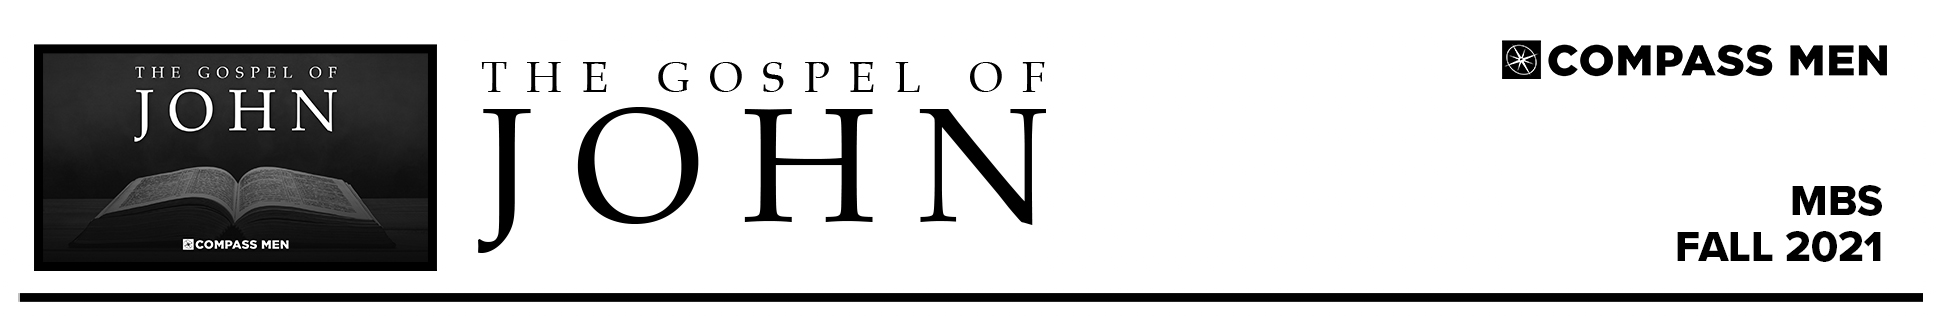 THE GOSPEL OF
JOHN
COMPASS MEN
THE GOSPEL OF
JOHN
COMPASS MEN
MBS
FALL 2021